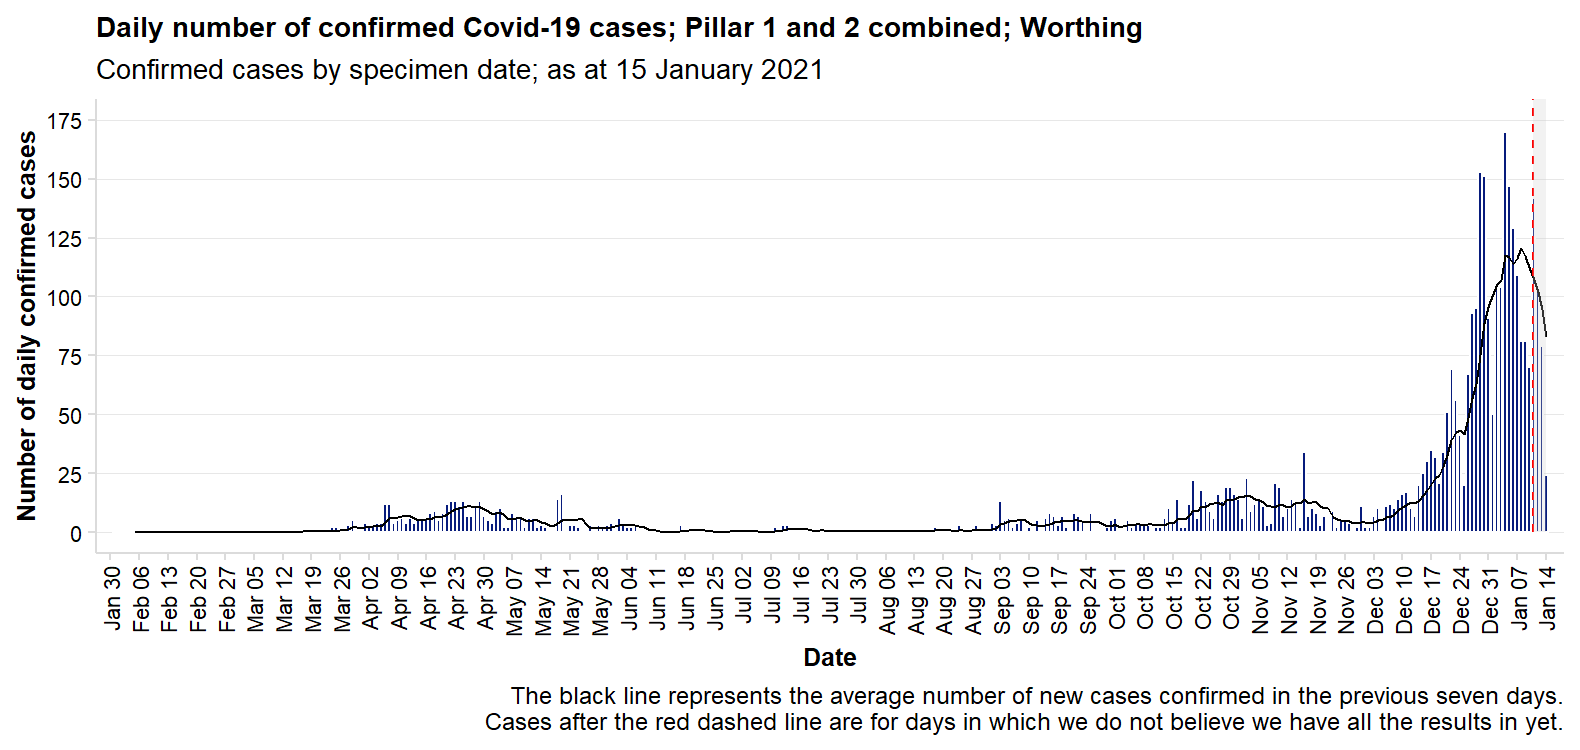 Daily number of confirmed Covid-19 cases; Pillar 1 and 2 combined; Worthing
Confirmed cases by specimen date; as at 15 January 2021
Number of daily confirmed cases
175
150
125
100
75
50
25
0
Jan 30
Feb 06
Feb 13
Feb 20
Feb 27
Mar 05
Mar 12
Mar 19
Mar 26
Apr 02
Apr 09
Apr 16
Apr 23
Apr 30
May 07
May 14
May 21
May 28
Jun 04
Jun 11
Jun 18
Jun 25
Jul 02
Jul 09
Jul 16
Jul 23
Jul 30
Aug 06
Aug 13
Aug 20
Aug 27
Sep 03
Sep 10
Sep 17
Sep 24
Oct 01
Oct 08
Oct 15
Oct 22
Oct 29
Nov 05
Nov 12
Nov 19
Nov 26
Dec 03
Dec 10
Dec 17
Dec 24
Dec 31
Jan 07
Jan 14
Date
The black line represents the average number of new cases confirmed in the previous seven days.
Cases after the red dashed line are for days in which we do not believe we have all the results in yet.